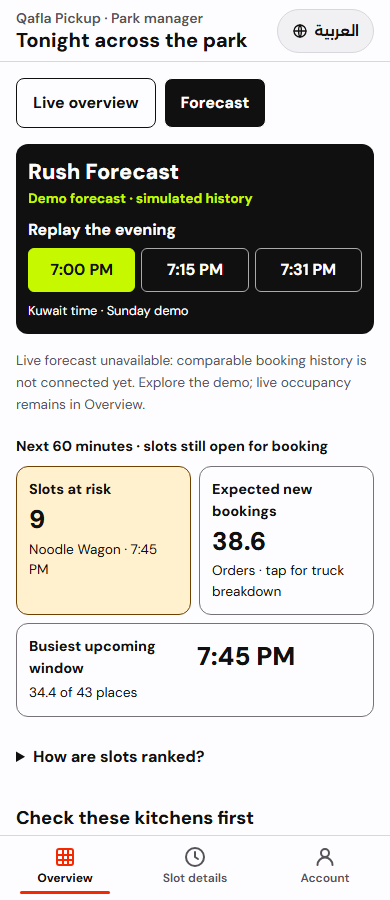 Qafla Pickup · Park manager
Tonight across the park
العربية
Live overview
Forecast
Rush Forecast
Demo forecast · simulated history
Replay the evening
7:00 PM
7:15 PM
7:31 PM
Kuwait time · Sunday demo
Live forecast unavailable: comparable booking history is
not connected yet. Explore the demo; live occupancy
remains in Overview.
Next 60 minutes · slots still open for booking
Slots at risk
9
Noodle Wagon · 7:45
PM
Expected new
bookings
38.6
Orders · tap for truck
breakdown
Busiest upcoming
window
34.4 of 43 places
7:45 PM
How are slots ranked?
Check these kitchens first
Overview
Slot details
Account